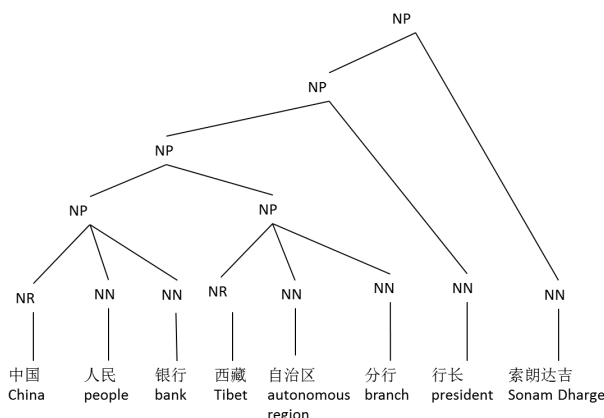 NP
NP
NP
NP NP
NR NN NN NR NN NN NN NN
中国 人民 银行 西藏 自治区 分行 行长 索朗达吉
China people bank Tibet autonomous branch president Sonam Dharge
region